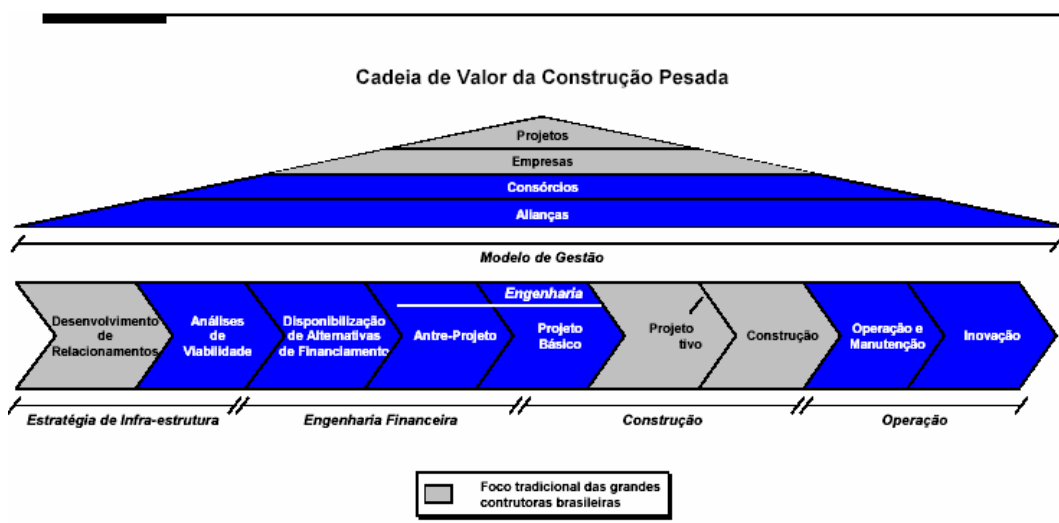 Cadeia de Valor da Construção Pesada
Projetos
Empresas
Consórcios
Alianças
Modelo de Gestão
Desenvolvimento
de
Relacionamentos
Análises
de
Viabilidade
Disponibilização
de Alternativas
de Financiamento
Engenharia
Antre-Projeto
Projeto
Básico
Projeto
tivo
Construção
Operação e
Manutenção
Inovação
Estratégia de Infra-estrutura
Engenharia Financeira
Construção
Operação
Foco tradicional das grandes
contrutoras brasileiras